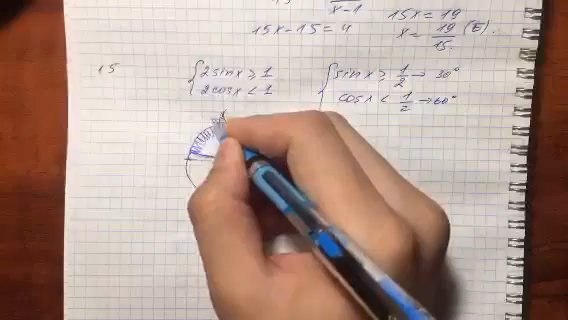 x-1
15x-15=4
15x=19
x=19/15 (E).
15
{2sinx≥1
2cosx<1
{sinx≥1/2→30°
cosx<1/2→60°